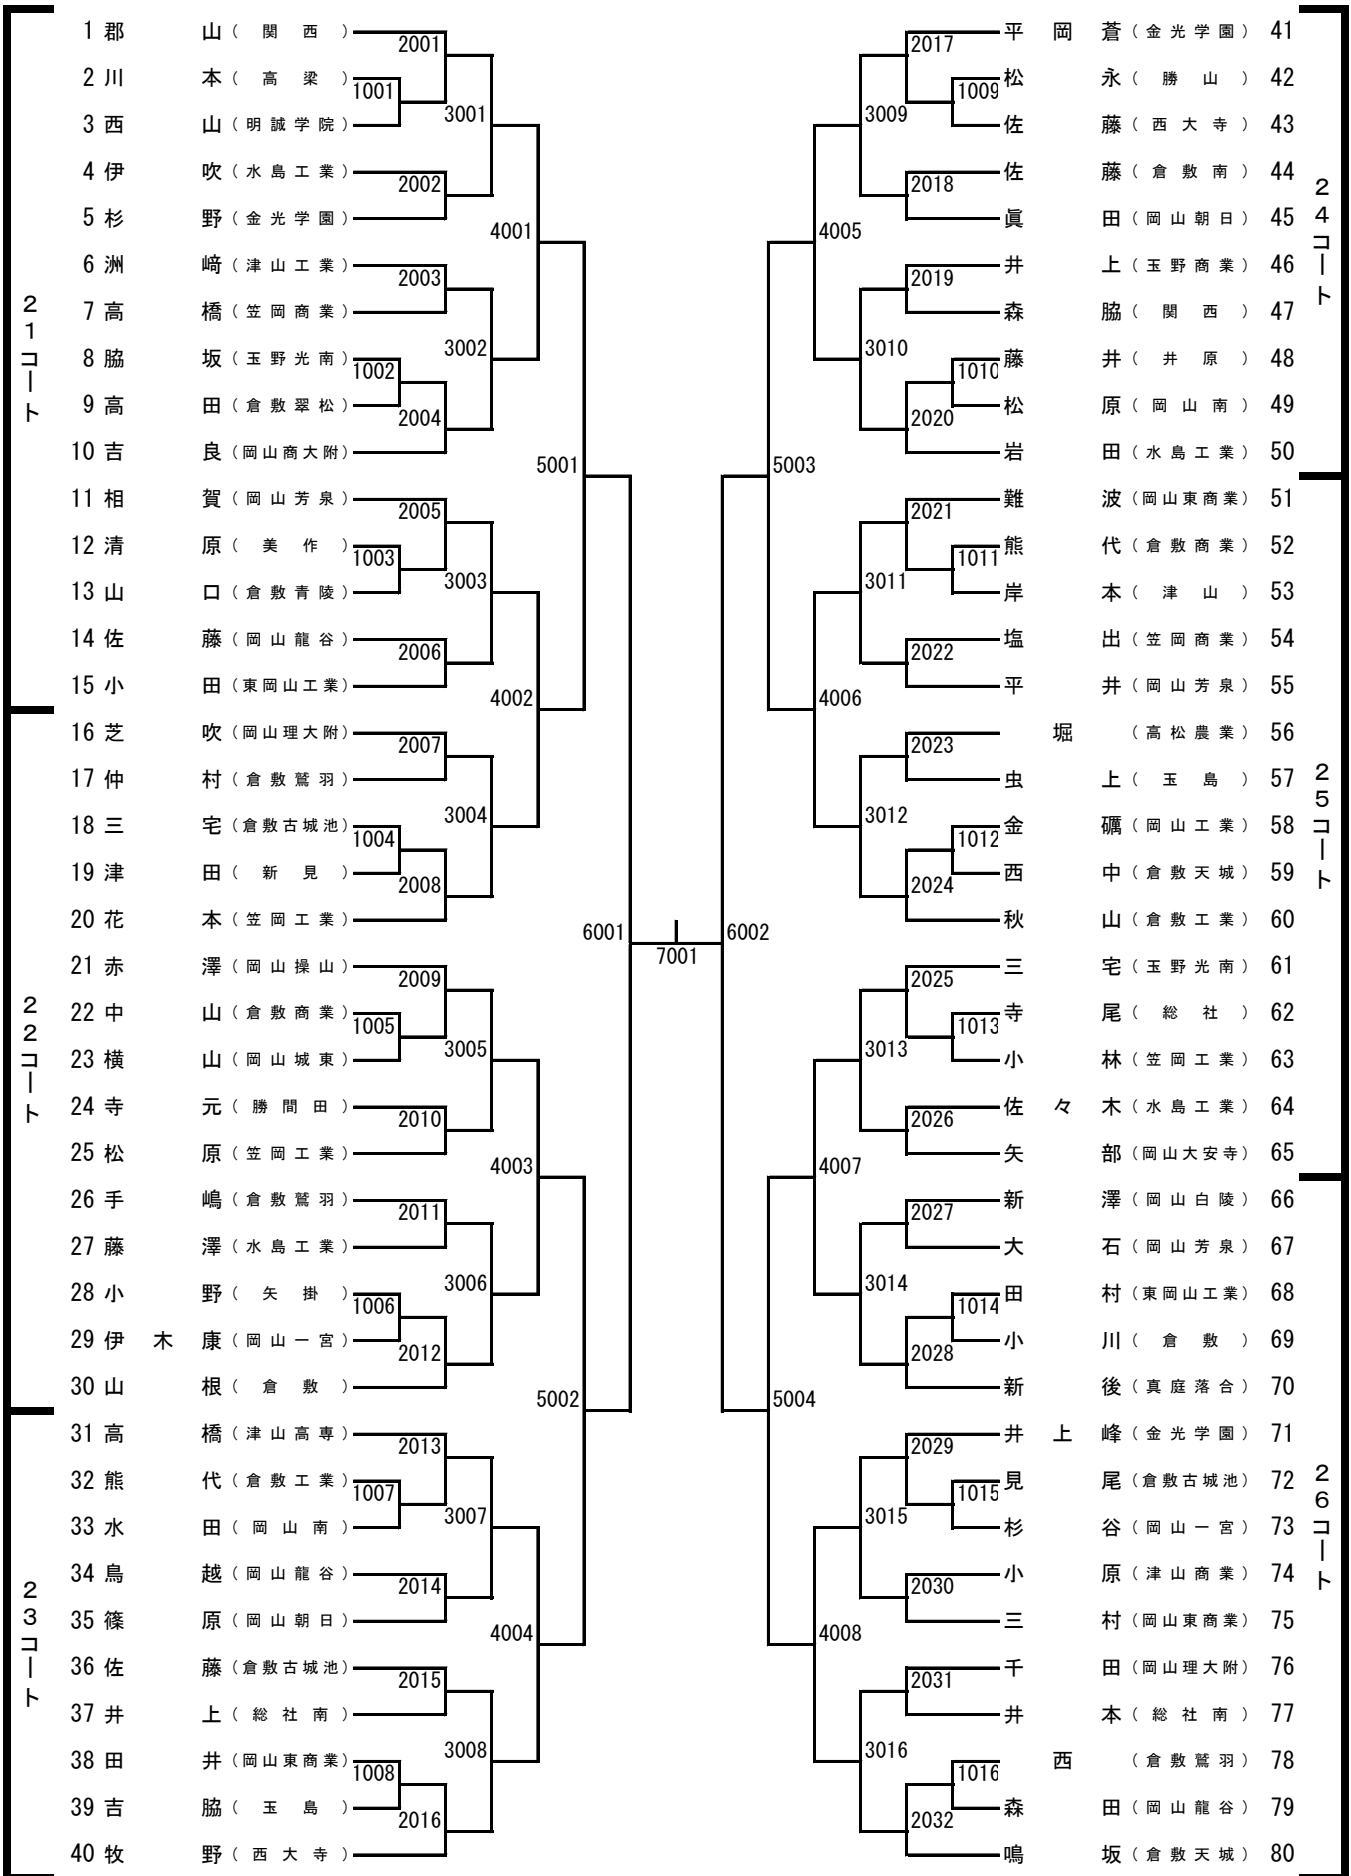 1 郡山(関西)
2 川本(高梁)
3 西山(明誠学院)
4 伊吹(水島工業)
5 杉野(金光学園)
6 洲﨑(津山工業)
7 高橋(笠岡商業)
8 脇坂(玉野光南)
9 高田(倉敷翠松)
10 吉良(岡山商大附)
11 相賀(岡山芳泉)
12 清原(美作)
13 山口(倉敷青陵)
14 佐藤(岡山龍谷)
15 小田(東岡山工業)
16 芝吹(岡山理大附)
17 仲村(倉敷鷲羽)
18 三宅(倉敷古城池)
19 津田(新見)
20 花本(笠岡工業)
21 赤澤(岡山操山)
22 中山(倉敷商業)
23 横山(岡山城東)
24 寺元(勝間田)
25 松原(笠岡工業)
26 手嶋(倉敷鷲羽)
27 藤澤(水島工業)
28 小野(矢掛)
29 伊木康(岡山一宮)
30 山根(倉敷)
31 高橋(津山高専)
32 熊代(倉敷工業)
33 水田(岡山南)
34 鳥越(岡山龍谷)
35 篠原(岡山朝日)
36 佐藤(倉敷古城池)
37 井上(総社南)
38 田井(岡山東商業)
39 吉脇(玉島)
40 牧野(西大寺)
21コート
22コート
23コート
1001
1002
1003
1004
1005
1006
1007
1008
2001
2002
2003
2004
2005
2006
2007
2008
2009
2010
2011
2012
2013
2014
2015
2016
3001
3002
3003
3004
3005
3006
3007
3008
4001
4002
4003
4004
5001
5002
6001
7001
6002
5003
5004
4005
4006
4007
4008
3009
3010
3011
3012
3013
3014
3015
3016
2017
2018
2019
2020
2021
2022
2023
2024
2025
2026
2027
2028
2029
2030
2031
2032
1009
1010
1011
1012
1013
1014
1015
1016
平岡蒼(金光学園) 41
松永(勝山) 42
佐藤(西大寺) 43
佐藤(倉敷南) 44
眞田(岡山朝日) 45
井上(玉野商業) 46
森脇(関西) 47
藤井(井原) 48
松原(岡山南) 49
岩田(水島工業) 50
難波(岡山東商業) 51
熊代(倉敷商業) 52
岸本(津山) 53
塩出(笠岡商業) 54
平井(岡山芳泉) 55
堀(高松農業) 56
虫上(玉島) 57
金礪(岡山工業) 58
西中(倉敷天城) 59
秋山(倉敷工業) 60
三宅(玉野光南) 61
寺尾(総社) 62
小林(笠岡工業) 63
佐々木(水島工業) 64
矢部(岡山大安寺) 65
新澤(岡山白陵) 66
大石(岡山芳泉) 67
田村(東岡山工業) 68
小川(倉敷) 69
新後(真庭落合) 70
井上峰(金光学園) 71
見尾(倉敷古城池) 72
杉谷(岡山一宮) 73
小原(津山商業) 74
三村(岡山東商業) 75
千田(岡山理大附) 76
井本(総社南) 77
西(倉敷鷲羽) 78
森田(岡山龍谷) 79
鳴坂(倉敷天城) 80
24コート
25コート
26コート